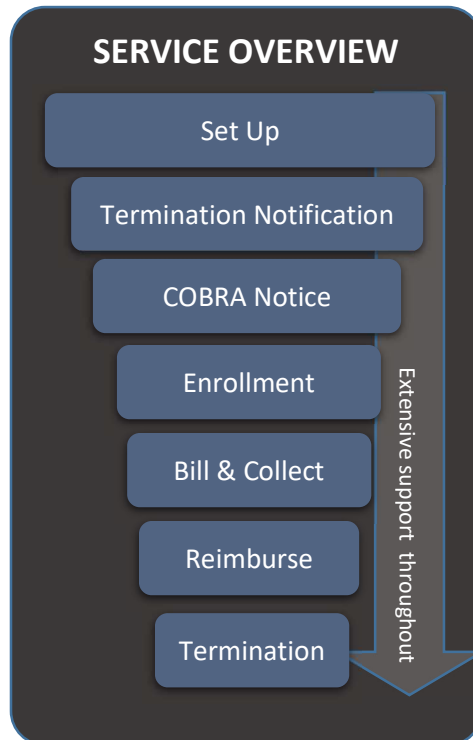 SERVICE OVERVIEW
Set Up
Termination Notification
COBRA Notice
Enrollment
Bill & Collect
Reimburse
Termination
Extensive support throughout